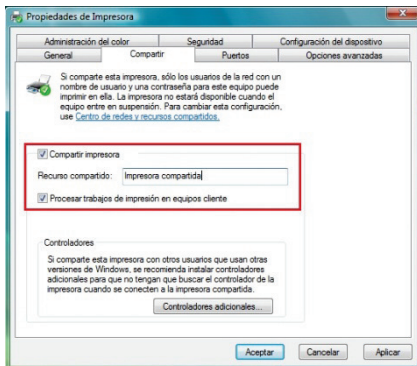 Propiedades de Impresora
Administración del color
Seguridad
Configuración del dispositivo
General
Compartir
Puertos
Opciones avanzadas
Si comparte esta impresora, sólo los usuarios de la red con un
nombre de usuario y una contraseña para este equipo puede
imprimir en ella. La impresora no estará disponible cuando el
equipo entre en suspensión. Para cambiar esta configuración,
use Centro de redes y recursos compartidos.
Compartir impresora
Recurso compartido: Impresora compartida
Procesar trabajos de impresión en equipos cliente
Controladores
Si comparte esta impresora con otros usuarios que usan otras
versiones de Windows, se recomienda instalar controladores
adicionales para que no tengan que buscar el controlador de la
impresora cuando se conecten a la impresora compartida.
Controladores adicionales...
Aceptar
Cancelar
Aplicar